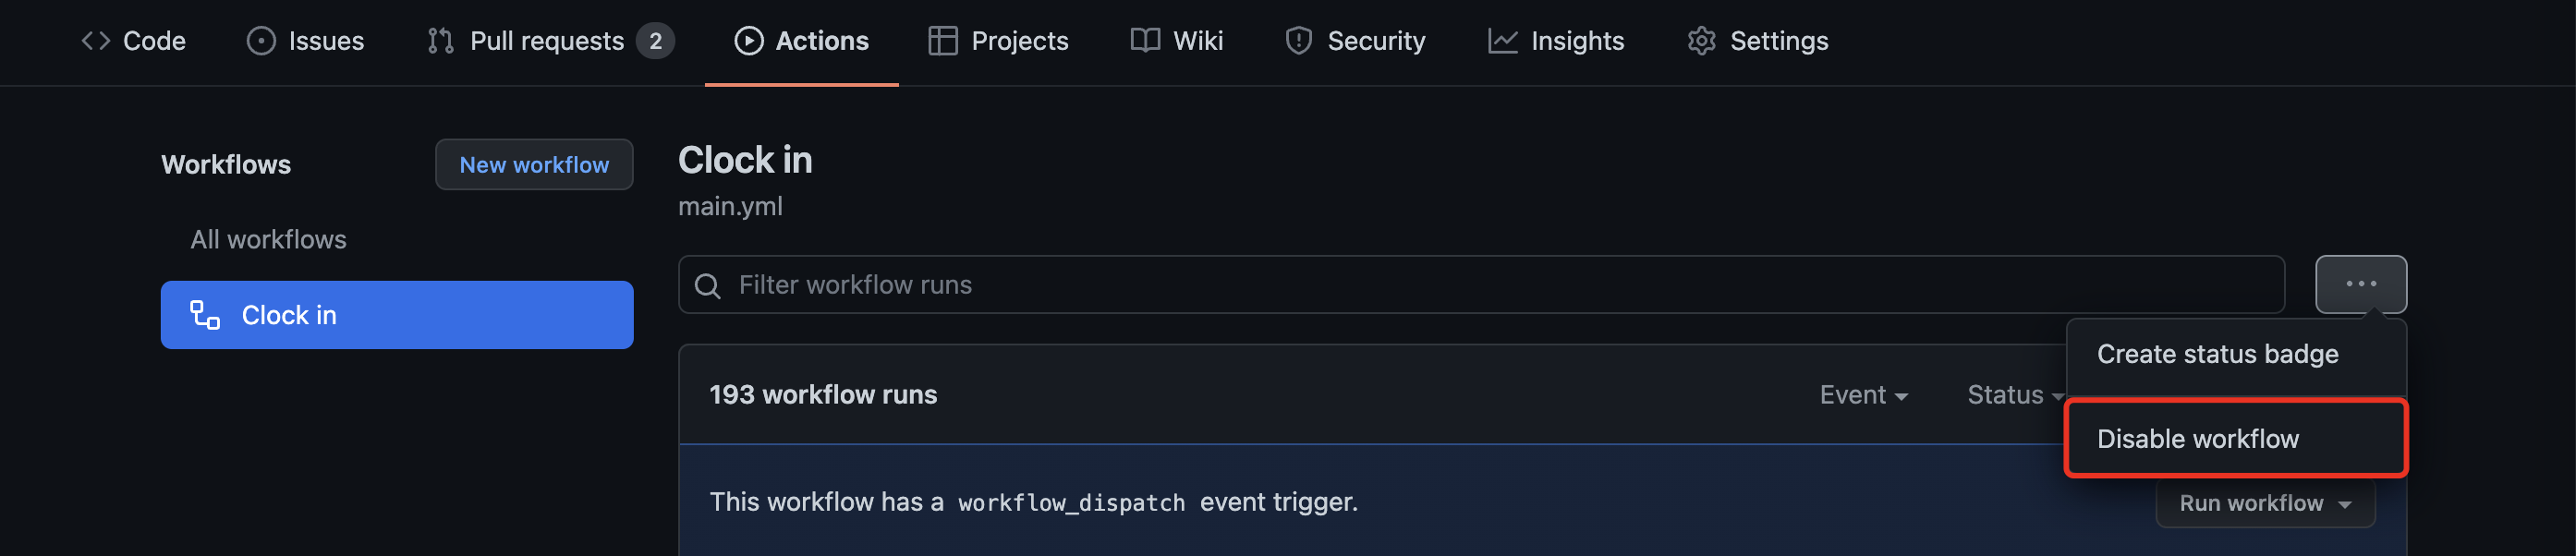 Code Issues Pull requests 2 Actions Projects Wiki Security Insights Settings
Workflows
New workflow
All workflows
Clock in
Clock in
main.yml
Filter workflow runs
···
Create status badge
Disable workflow
193 workflow runs
Event Status
This workflow has a workflow_dispatch event trigger.
Run workflow